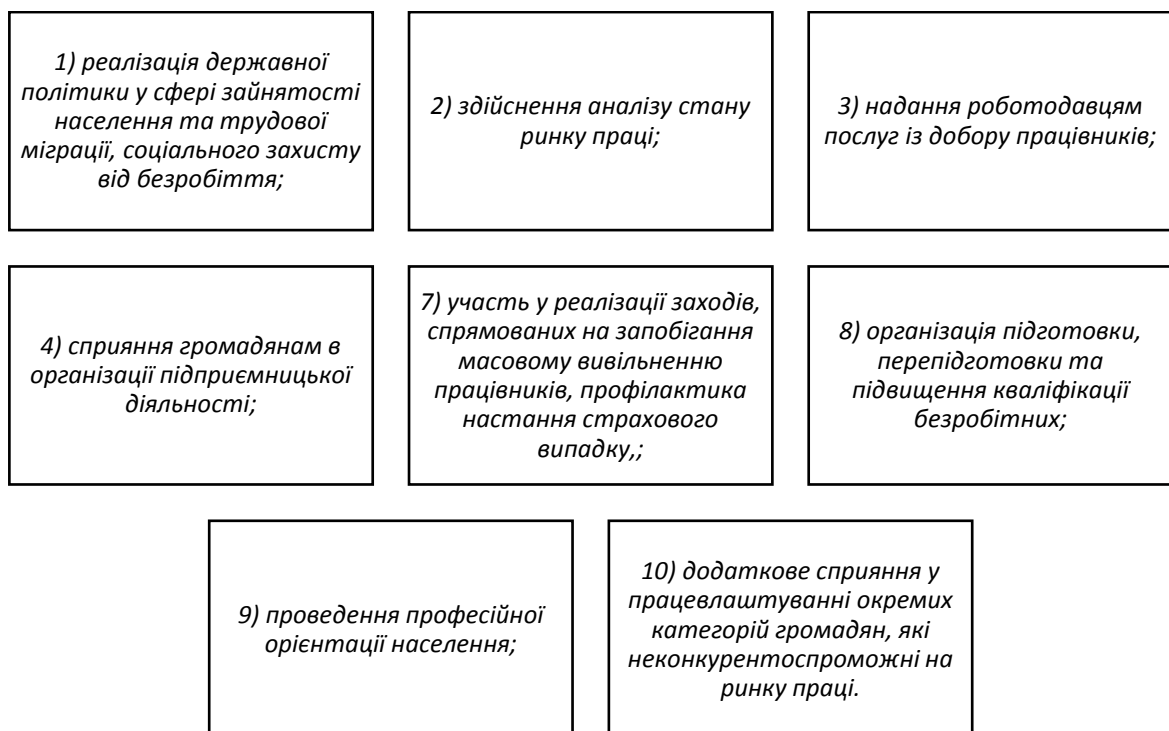 1) реалізація державної
політики у сфері зайнятості
населення та трудової
міграції, соціального захисту
від безробіття;
2) здійснення аналізу стану
ринку праці;
3) надання роботодавцям
послуг із добору працівників;
4) сприяння громадянам в
організації підприємницької
діяльності;
7) участь у реалізації заходів,
спрямованих на запобігання
масовому вивільненню
працівників, профілактика
настання страхового
випадку,;
8) організація підготовки,
перепідготовки та
підвищення кваліфікації
безробітних;
9) проведення професійної
орієнтації населення;
10) додаткове сприяння у
працевлаштуванні окремих
категорій громадян, які
неконкурентоспроможні на
ринку праці.